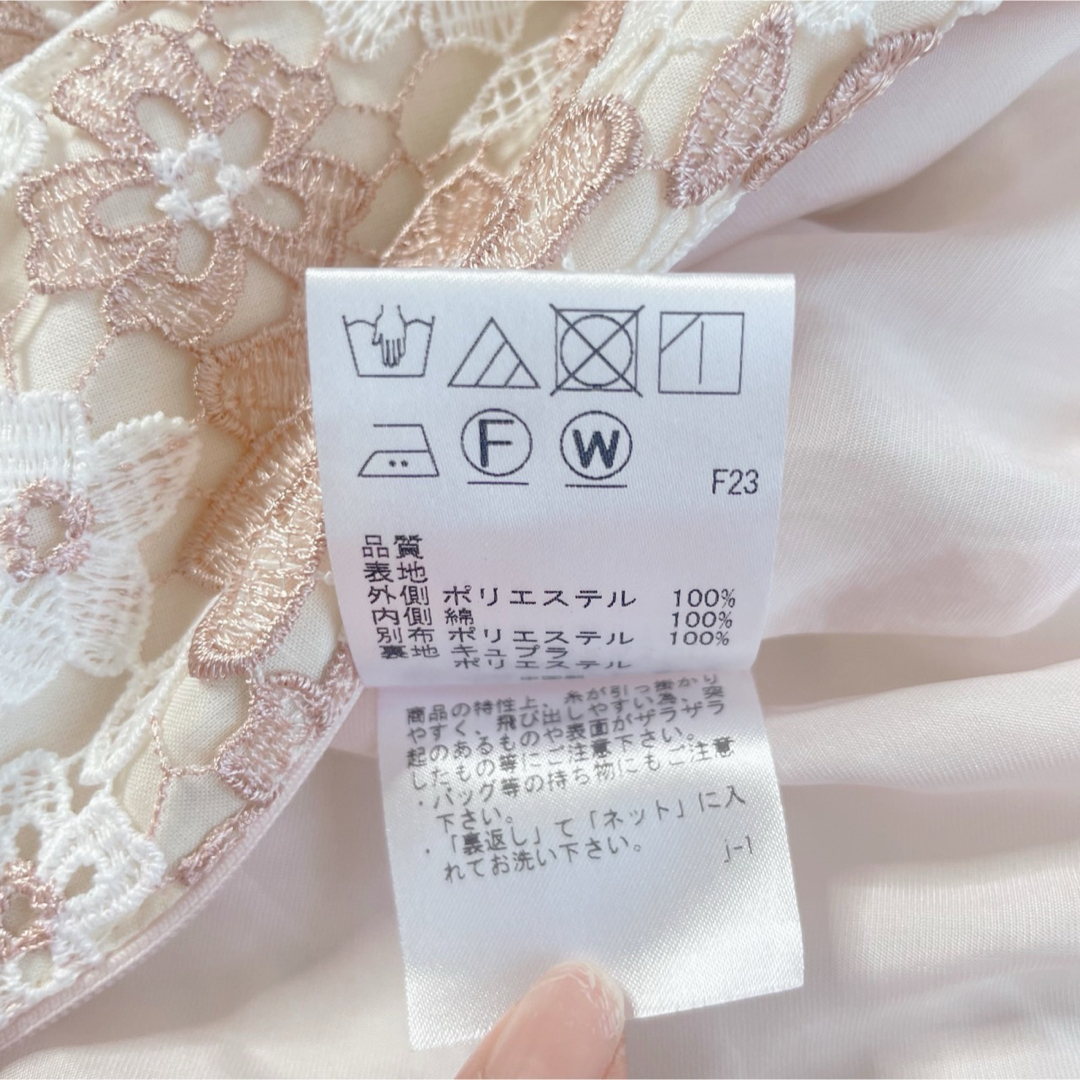 F
W
F23
品質
表地
外側 ポリエステル 100%
内側 綿 100%
別布 ポリエステル 100%
裏地 キュプラ
ポリエステル
商品の特性上、糸が引っ掛かり
やすく、飛び出しやすい為、突
起のあるものや表面がザラザラ
したもの等にご注意下さい。
・バッグ等の持ち物にもご注意
下さい。
・「裏返し」て「ネット」に入
れてお洗い下さい。
j-1